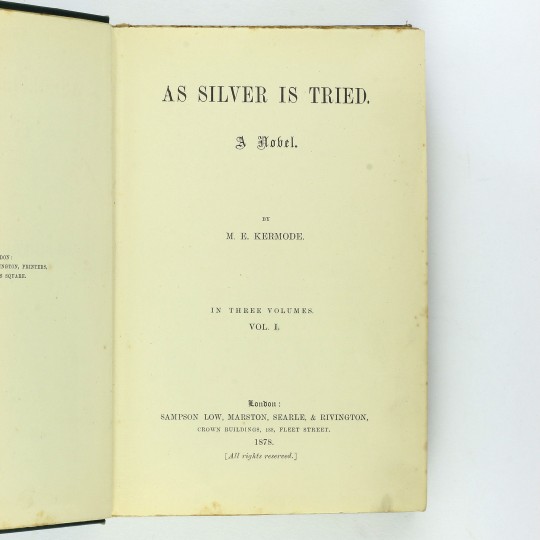 DON:
NGTON, PRINTERS,
S SQUARE.
AS SILVER IS TRIED.
A Novel.
BY
M. E. KERMODE.
IN THREE VOLUMES.
VOL. I.
London:
SAMPSON LOW, MARSTON, SEARLE, & RIVINGTON,
CROWN BUILDINGS, 188, FLEET STREET.
1878.
[All rights reserved.]